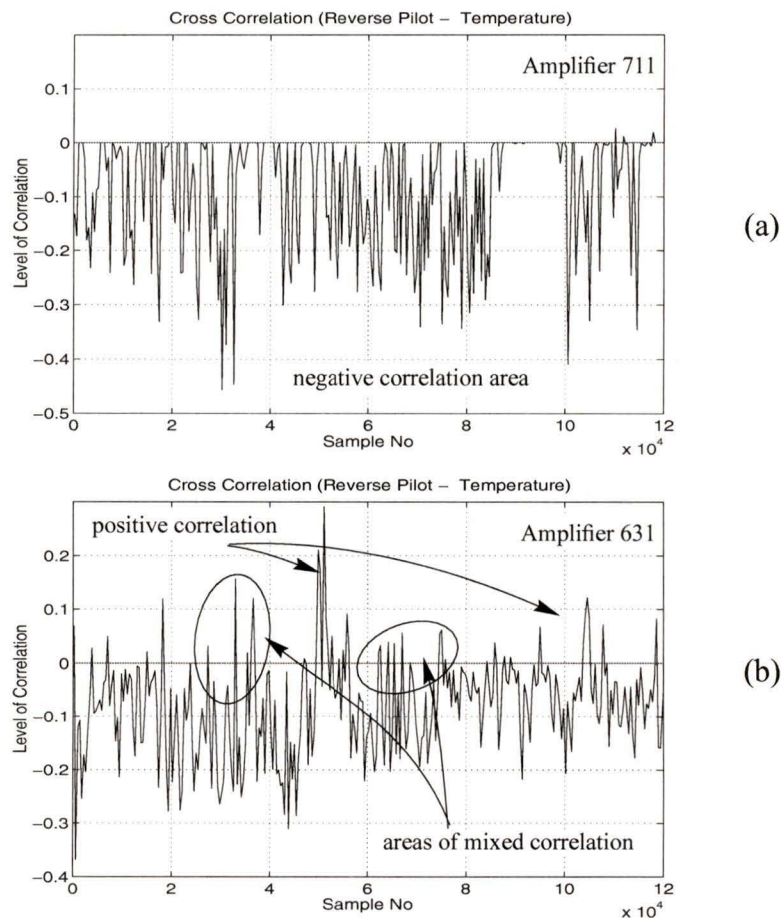 Cross Correlation (Reverse Pilot – Temperature)
Amplifier 711
0.1
0
−0.1
−0.2
−0.3
−0.4
−0.5
Level of Correlation
negative correlation area
0 2 4 6 8 10 12
Sample No
x 10^4
(a)
Cross Correlation (Reverse Pilot – Temperature)
positive correlation
Amplifier 631
0.2
0.1
0
−0.1
−0.2
−0.3
−0.4
Level of Correlation
areas of mixed correlation
0 2 4 6 8 10 12
Sample No
x 10^4
(b)